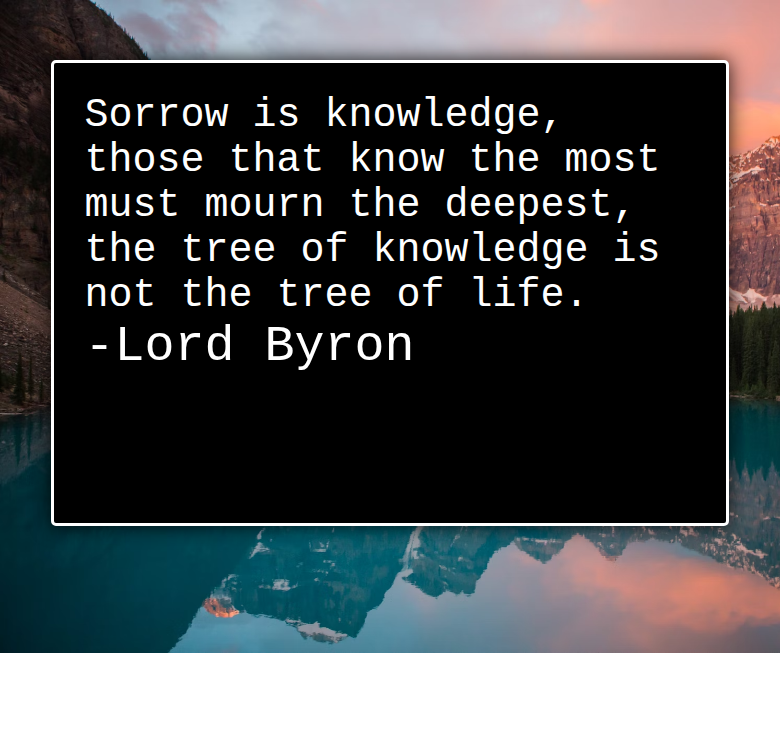 Sorrow is knowledge,
those that know the most
must mourn the deepest,
the tree of knowledge is
not the tree of life.
-Lord Byron